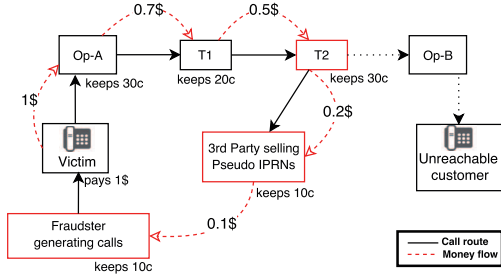 0.7$
0.5$
Op-A
T1
T2
Op-B
keeps 30c
keeps 20c
keeps 30c
1$
0.2$
Victim
pays 1$
3rd Party selling
Pseudo IPRNs
keeps 10c
Unreachable
customer
0.1$
Fraudster
generating calls
keeps 10c
Call route
Money flow